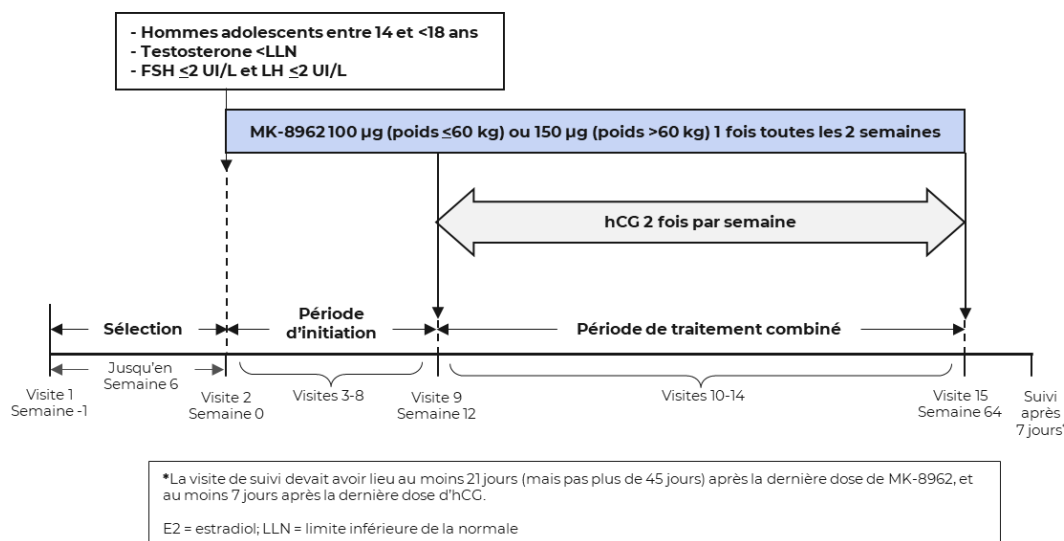 - Hommes adolescents entre 14 et <18 ans
- Testosterone <LLN
- FSH ≤2 UI/L et LH ≤2 UI/L
MK-8962 100 µg (poids ≤60 kg) ou 150 µg (poids >60 kg) 1 fois toutes les 2 semaines
hCG 2 fois par semaine
Sélection
Période
d'initiation
Période de traitement combiné
Jusqu'en
Semaine 6
Visite 1
Semaine -1
Visite 2
Semaine 0
Visites 3-8
Visite 9
Semaine 12
Visites 10-14
Visite 15
Semaine 64
Suivi
après
7 jours*
*La visite de suivi devait avoir lieu au moins 21 jours (mais pas plus de 45 jours) après la dernière dose de MK-8962, et
au moins 7 jours après la dernière dose d'hCG.
E2 = estradiol; LLN = limite inférieure de la normale